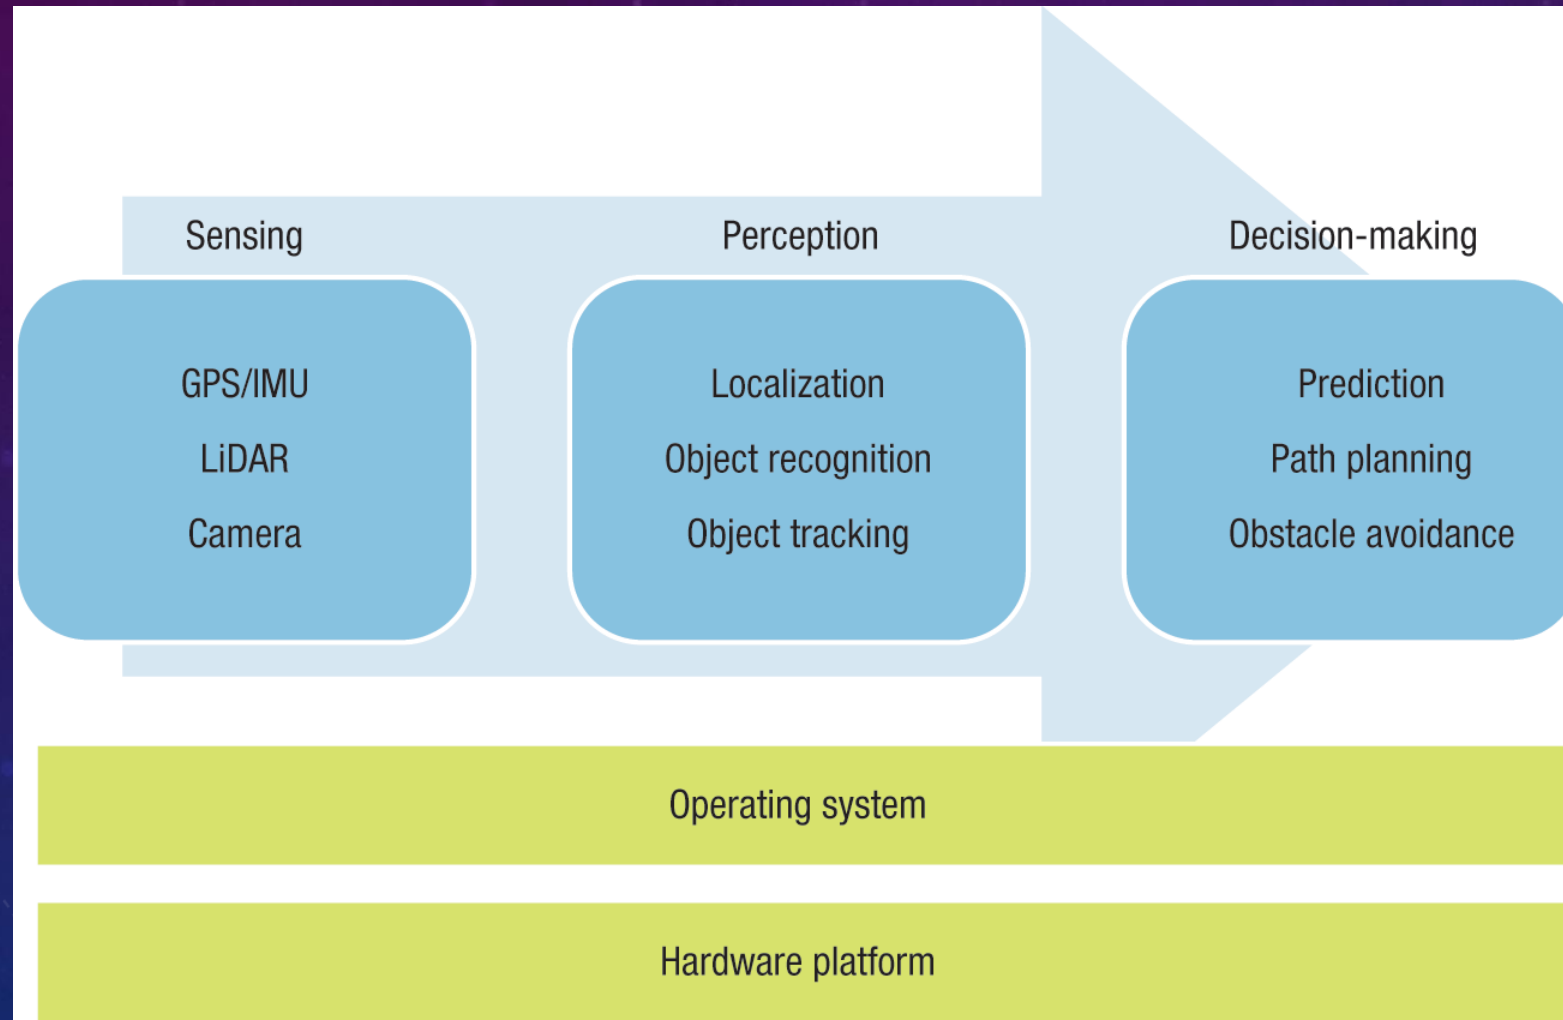 Sensing
GPS/IMU
LiDAR
Camera
Perception
Localization
Object recognition
Object tracking
Decision-making
Prediction
Path planning
Obstacle avoidance
Operating system
Hardware platform